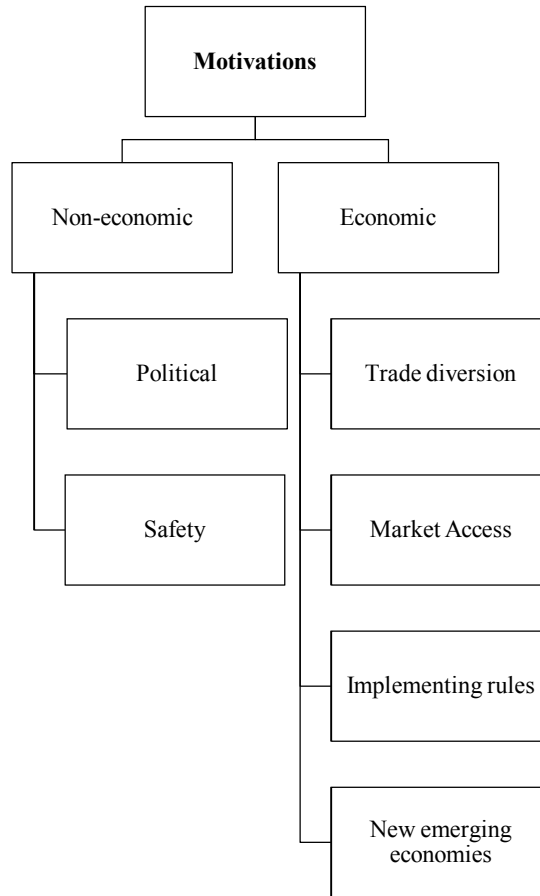 Motivations
Non-economic
Economic
Political
Trade diversion
Safety
Market Access
Implementing rules
New emerging
economies